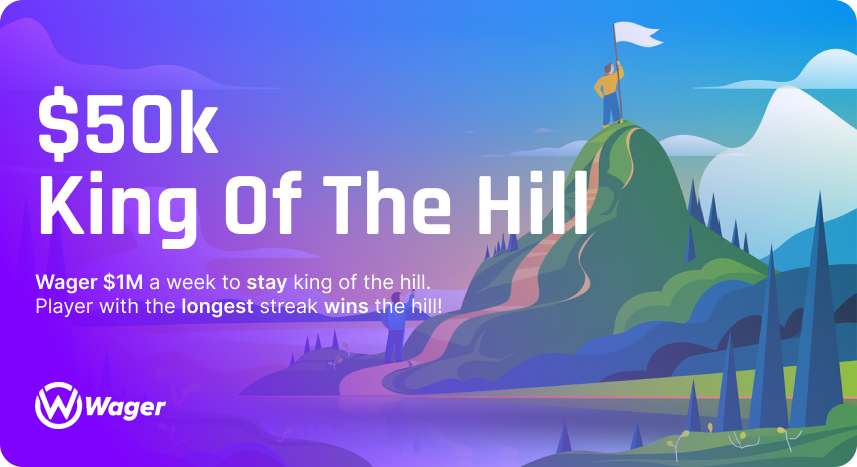 $50k
King Of The Hill
Wager $1M a week to stay king of the hill.
Player with the longest streak wins the hill!
W Wager